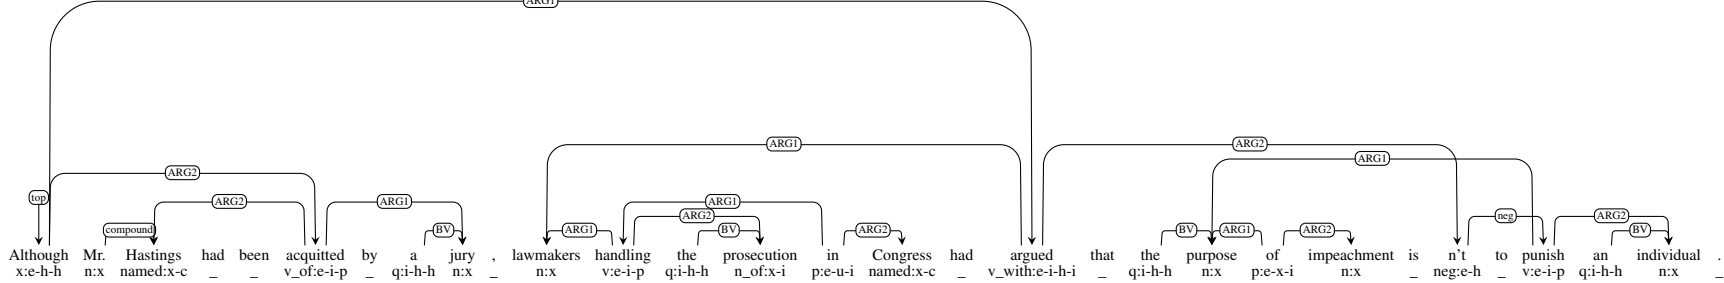 ARG1
ARG1 ARG2
ARG1
ARG2
top ARG2 ARG1 ARG1
ARG2 neg ARG2
compound BV ARG1 BV ARG2 BV ARG1 ARG2 BV
Although Mr. Hastings had been acquitted by a jury , lawmakers handling the prosecution in Congress had argued that the purpose of impeachment is n't to punish an individual .
x:e-h-h n:x named:x-c _ _ v_of:e-i-p _ q:i-h-h n:x _ n:x v:e-i-p q:i-h-h n_of:x-i p:e-u-i named:x-c _ v_with:e-i-h-i _ q:i-h-h n:x p:e-x-i n:x _ neg:e-h _ v:e-i-p q:i-h-h n:x _